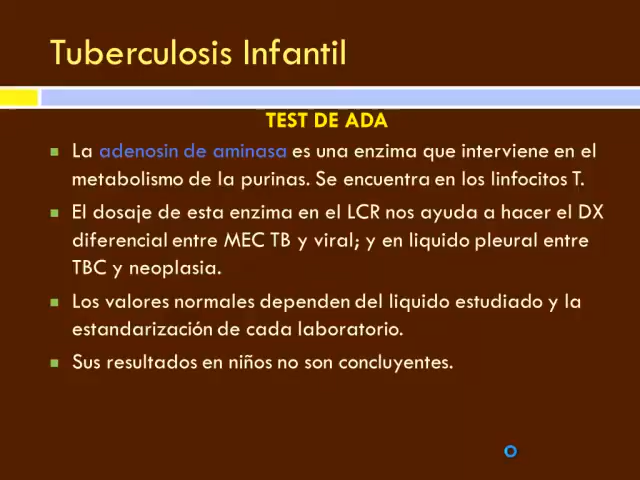 Tuberculosis Infantil
TEST DE ADA
La adenosin de aminasa es una enzima que interviene en el
metabolismo de la purinas. Se encuentra en los linfocitos T.
El dosaje de esta enzima en el LCR nos ayuda a hacer el DX
diferencial entre MEC TB y viral; y en liquido pleural entre
TBC y neoplasia.
Los valores normales dependen del liquido estudiado y la
estandarización de cada laboratorio.
Sus resultados en niños no son concluyentes.